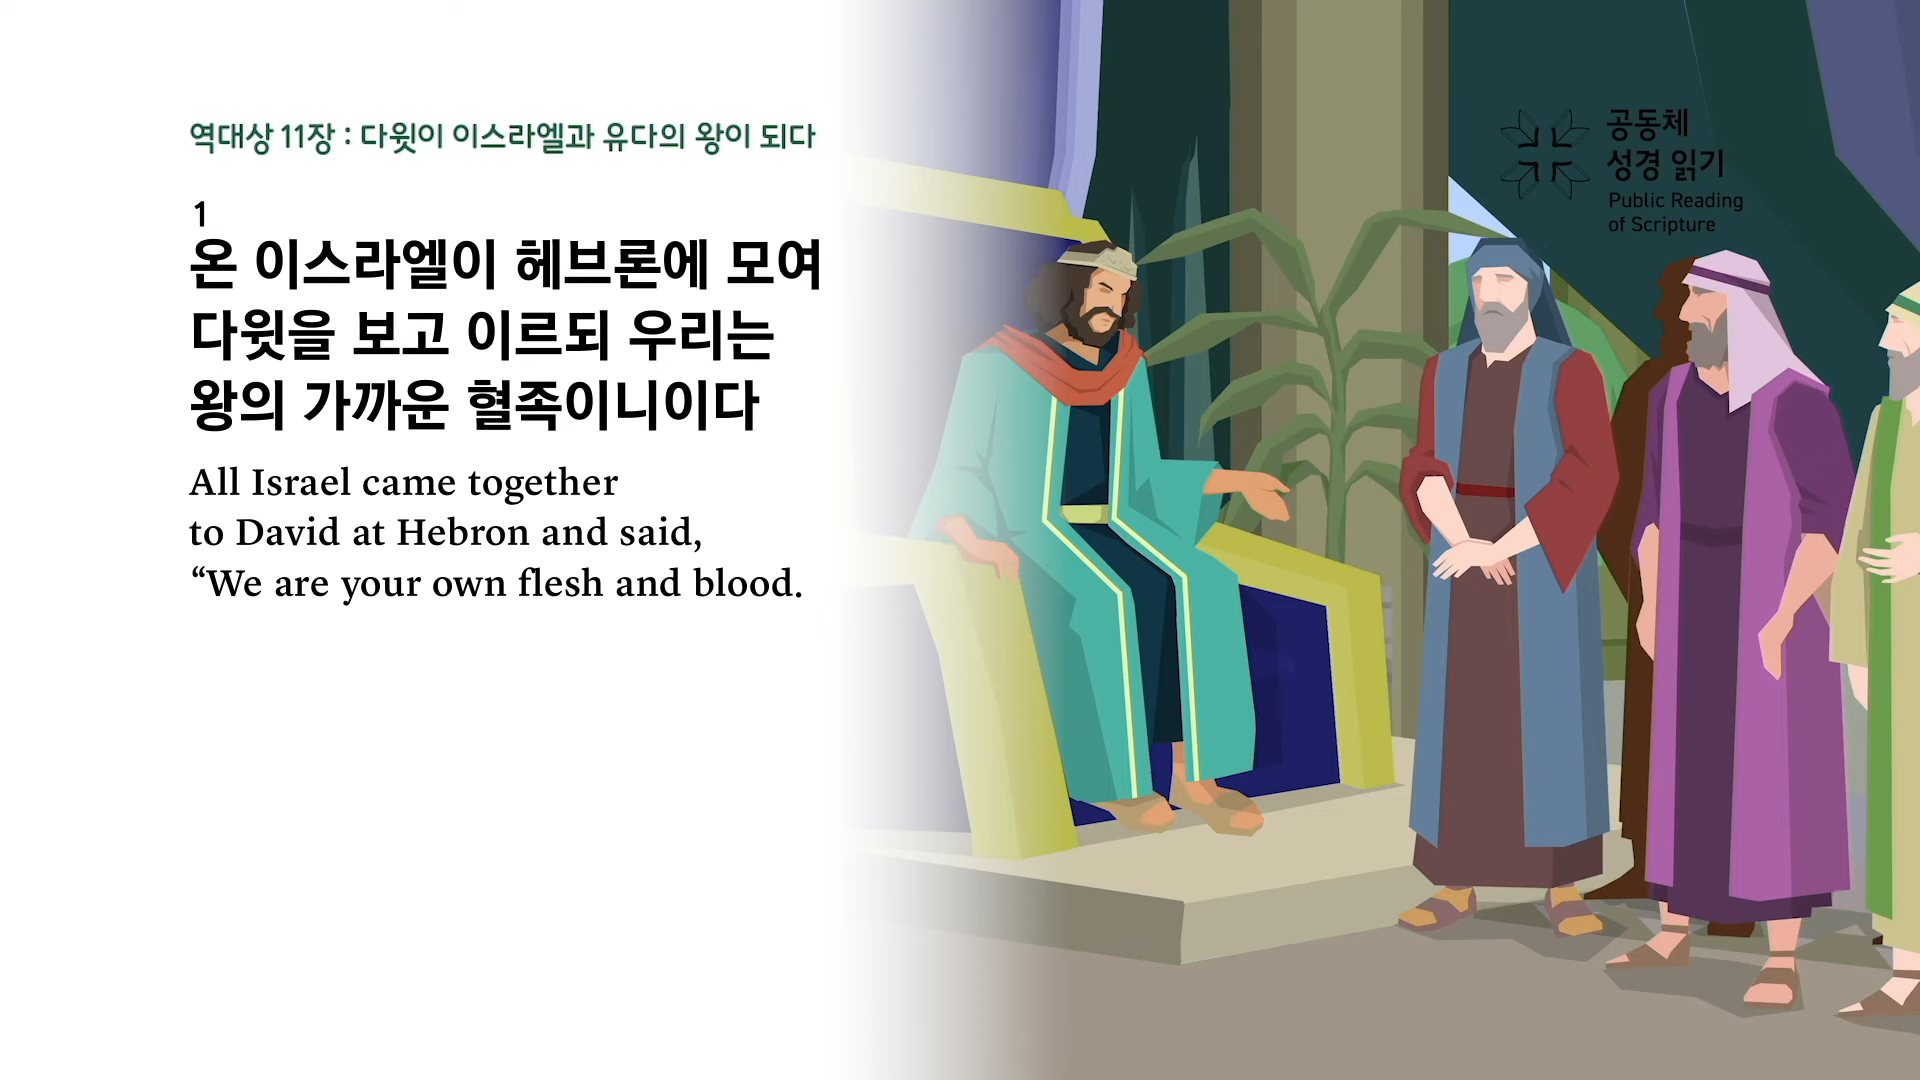 역대상 11장 : 다윗이 이스라엘과 유다의 왕이 되다
1
온 이스라엘이 헤브론에 모여
다윗을 보고 이르되 우리는
왕의 가까운 혈족이니이다
All Israel came together
to David at Hebron and said,
“We are your own flesh and blood.
공동체
성경 읽기
Public Reading
of Scripture